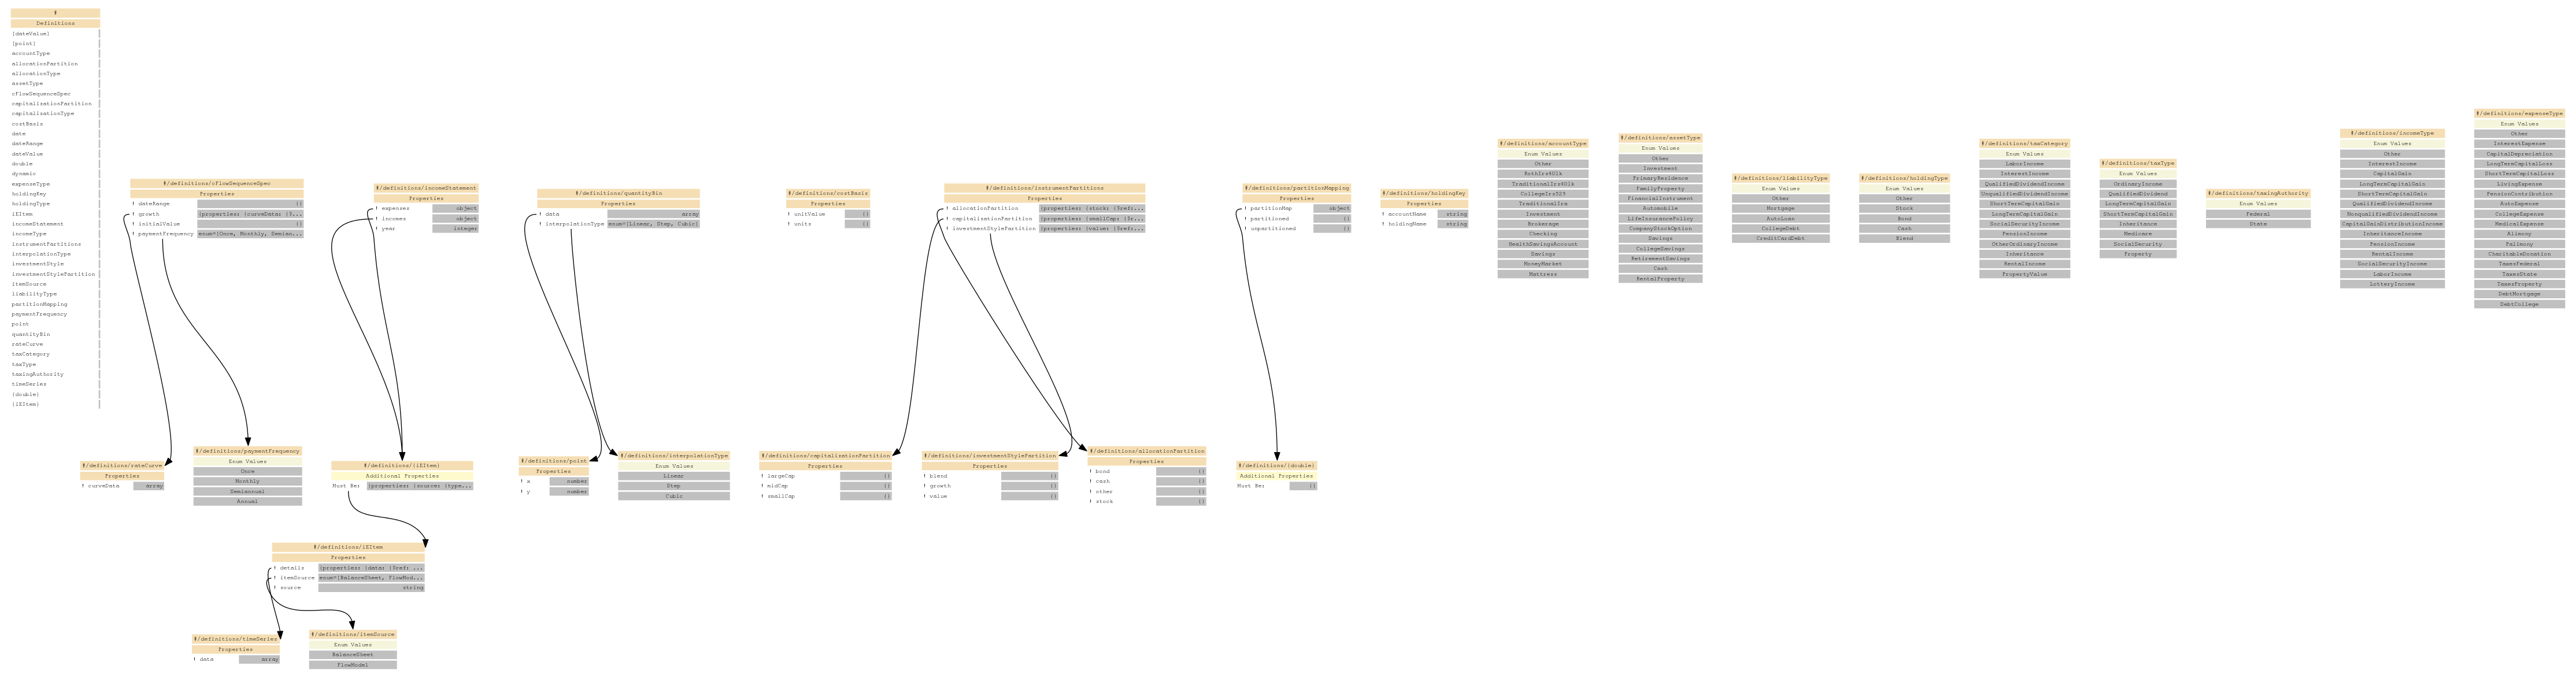 #
Definitions
[dateValue]
[point]
accountType
allocationPartition
allocationType
assetType
cFlowSequenceSpec
capitalizationPartition
capitalizationType
costBasis
date
dateRange
dateValue
double
dynamic
expenseType
holdingKey
holdingType
iEItem
incomeStatement
incomeType
instrumentPartitions
interpolationType
investmentStyle
investmentStylePartition
itemSource
liabilityType
partitionMapping
paymentFrequency
point
quantityBin
rateCurve
taxCategory
taxType
taxingAuthority
timeSeries
{double}
{iEItem}
#/definitions/cFlowSequenceSpec
Properties
! dateRange {}
! growth {properties: {curveData: {$...
! initialValue {}
! paymentFrequency enum*[Once, Monthly, Semian...
#/definitions/incomeStatement
Properties
! expenses object
! incomes object
! year integer
#/definitions/quantityBin
Properties
! data array
! interpolationType enum*[Linear, Step, Cubic]
#/definitions/costBasis
Properties
! unitValue {}
! units {}
#/definitions/instrumentPartitions
Properties
! allocationPartition {properties: {stock: {$ref:...
! capitalizationPartition {properties: {smallCap: {$r...
! investmentStylePartition {properties: {value: {$ref:...
#/definitions/partitionMapping
Properties
! partitionMap object
! partitioned {}
! unpartitioned {}
#/definitions/holdingKey
Properties
! accountName string
! holdingName string
#/definitions/accountType
Enum Values
Other
RothIrs401k
TraditionalIrs401k
CollegeIrs529
TraditionalIra
Investment
Brokerage
Checking
HealthSavingsAccount
Savings
MoneyMarket
Mattress
#/definitions/assetType
Enum Values
Other
Investment
PrimaryResidence
FamilyProperty
FinancialInstrument
Automobile
LifeInsurancePolicy
CompanyStockOption
Savings
CollegeSavings
RetirementSavings
Cash
RentalProperty
#/definitions/liabilityType
Enum Values
Other
Mortgage
AutoLoan
CollegeDebt
CreditCardDebt
#/definitions/holdingType
Enum Values
Other
Stock
Bond
Cash
Blend
#/definitions/taxCategory
Enum Values
LaborIncome
InterestIncome
QualifiedDividendIncome
UnqualifiedDividendIncome
ShortTermCapitalGain
LongTermCapitalGain
SocialSecurityIncome
PensionIncome
OtherOrdinaryIncome
Inheritance
RentalIncome
PropertyValue
#/definitions/taxType
Enum Values
OrdinaryIncome
QualifiedDividend
LongTermCapitalGain
ShortTermCapitalGain
Inheritance
Medicare
SocialSecurity
Property
#/definitions/taxingAuthority
Enum Values
Federal
State
#/definitions/incomeType
Enum Values
Other
InterestIncome
CapitalGain
LongTermCapitalGain
ShortTermCapitalGain
QualifiedDividendIncome
NonqualifiedDividendIncome
CapitalGainDistributionIncome
InheritanceIncome
PensionIncome
RentalIncome
SocialSecurityIncome
LaborIncome
LotteryIncome
#/definitions/expenseType
Enum Values
Other
InterestExpense
CapitalDepreciation
LongTermCapitalLoss
ShortTermCapitalLoss
LivingExpense
PensionContribution
AutoExpense
CollegeExpense
MedicalExpense
Alimony
Palimony
CharitableDonation
TaxesFederal
TaxesState
TaxesProperty
DebtMortgage
DebtCollege
#/definitions/rateCurve
Properties
! curveData array
#/definitions/paymentFrequency
Enum Values
Once
Monthly
Semiannual
Annual
#/definitions/{iEItem}
Additional Properties
Must Be: {properties: {source: {type...
#/definitions/point
Properties
! x number
! y number
#/definitions/interpolationType
Enum Values
Linear
Step
Cubic
#/definitions/capitalizationPartition
Properties
! largeCap {}
! midCap {}
! smallCap {}
#/definitions/investmentStylePartition
Properties
! blend {}
! growth {}
! value {}
#/definitions/allocationPartition
Properties
! bond {}
! cash {}
! other {}
! stock {}
#/definitions/{double}
Additional Properties
Must Be: {}
#/definitions/iEItem
Properties
! details {properties: {data: {$ref: ...
! itemSource enum*[BalanceSheet, FlowMod...
! source string
#/definitions/timeSeries
Properties
! data array
#/definitions/itemSource
Enum Values
BalanceSheet
FlowModel